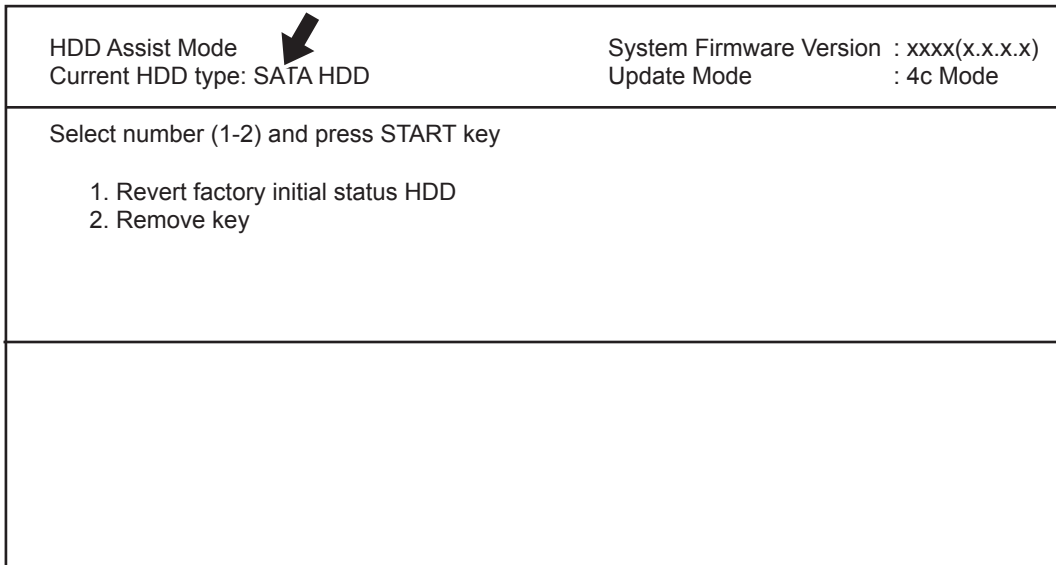 HDD Assist Mode
Current HDD type: SATA HDD
System Firmware Version : xxxx(x.x.x.x)
Update Mode : 4c Mode
Select number (1-2) and press START key
1. Revert factory initial status HDD
2. Remove key